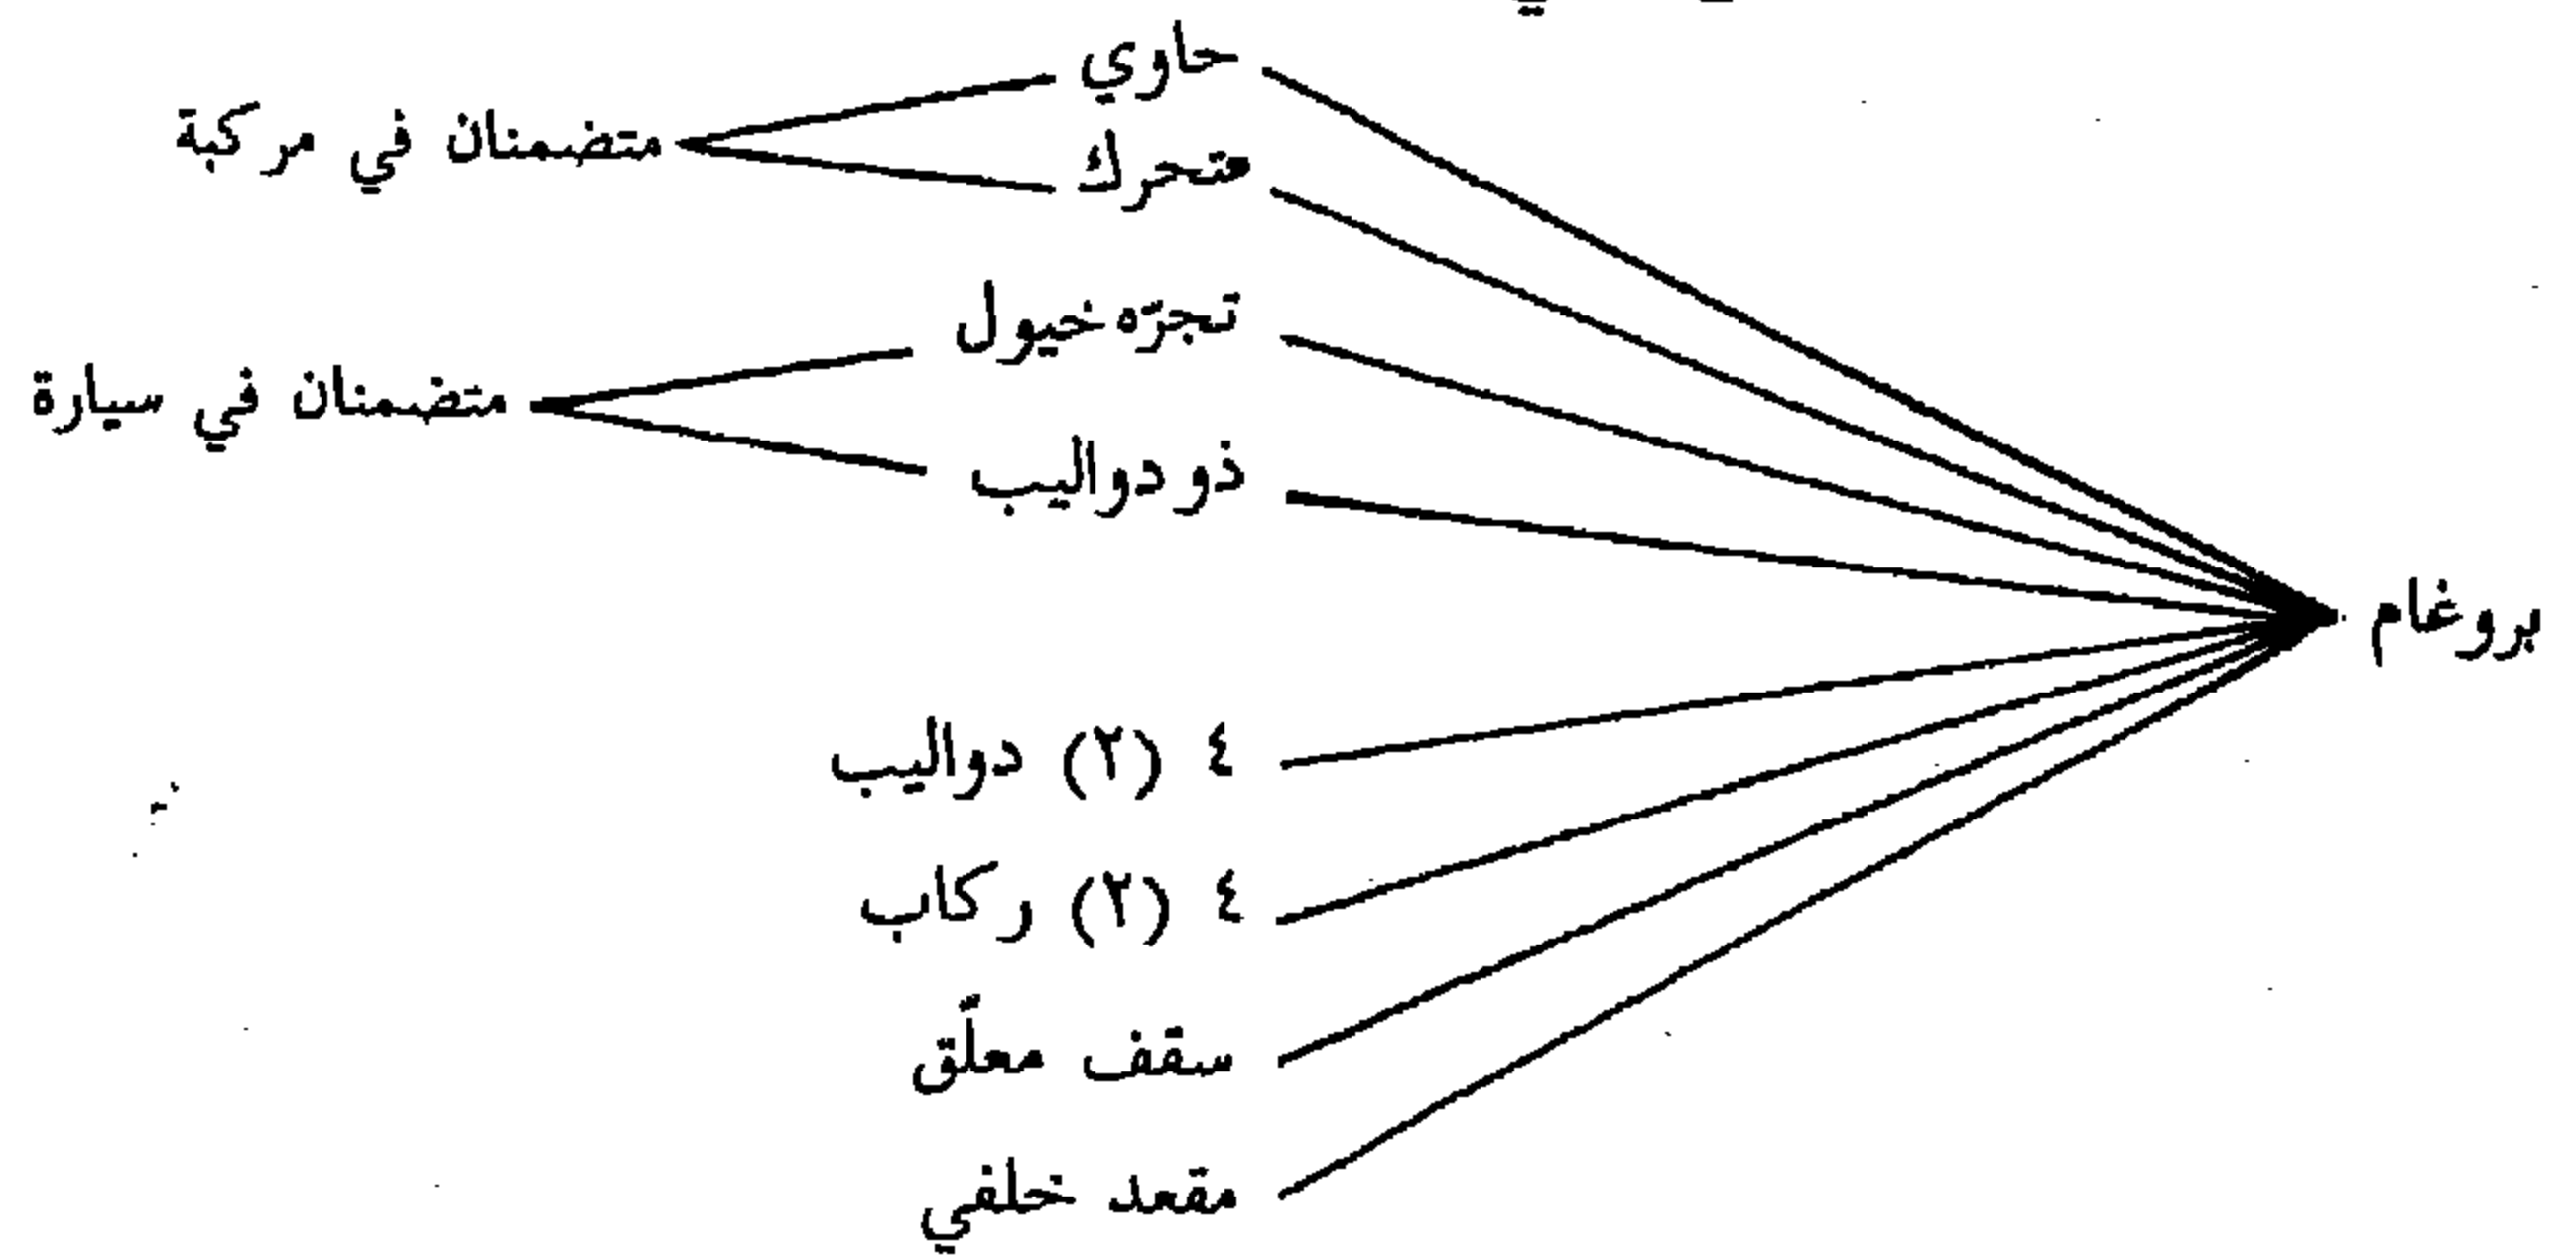 حاوي
متحرك
متضمنان في مركبة
تجرّه خيول
ذو دواليب
متضمنان في سيارة
بروغام
٤ (٢) دواليب
٤ (٢) ركاب
سقف معلّق
مقعد خلفي